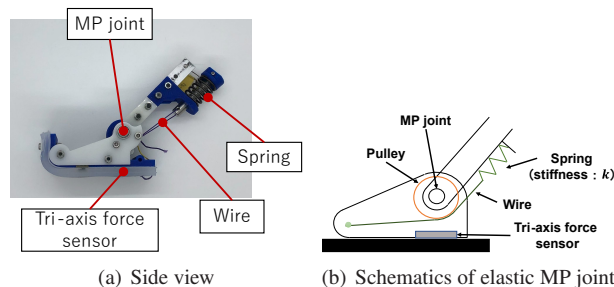 MP joint
Spring
Wire
Tri-axis force
sensor
(a) Side view
MP joint
Pulley
Spring
(stiffness : k)
Wire
Tri-axis force
sensor
(b) Schematics of elastic MP joint